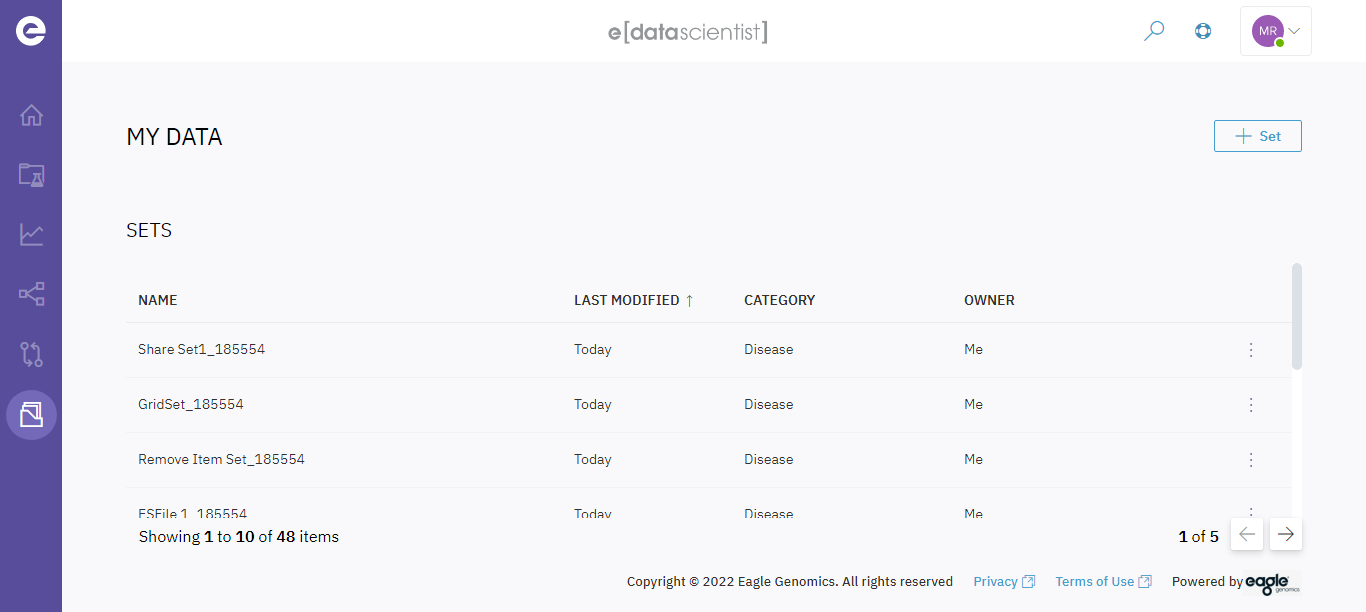 e[datascientist]
MR
MY DATA
Set
SETS
NAME LAST MODIFIED ↑ CATEGORY OWNER
Share Set1_185554 Today Disease Me
GridSet_185554 Today Disease Me
Remove Item Set_185554 Today Disease Me
ESFile 1_185554 Today Disease Me
Showing 1 to 10 of 48 items
1 of 5
Copyright © 2022 Eagle Genomics. All rights reserved Privacy Terms of Use Powered by eagle genomics